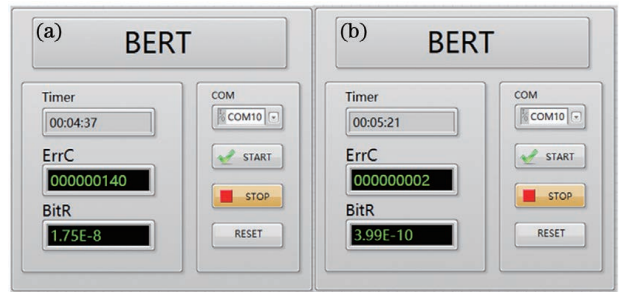 (a)
BERT
Timer
00:04:37
ErrC
000000140
BitR
1.75E-8
COM
COM10
START
STOP
RESET
(b)
BERT
Timer
00:05:21
ErrC
000000002
BitR
3.99E-10
COM
COM10
START
STOP
RESET